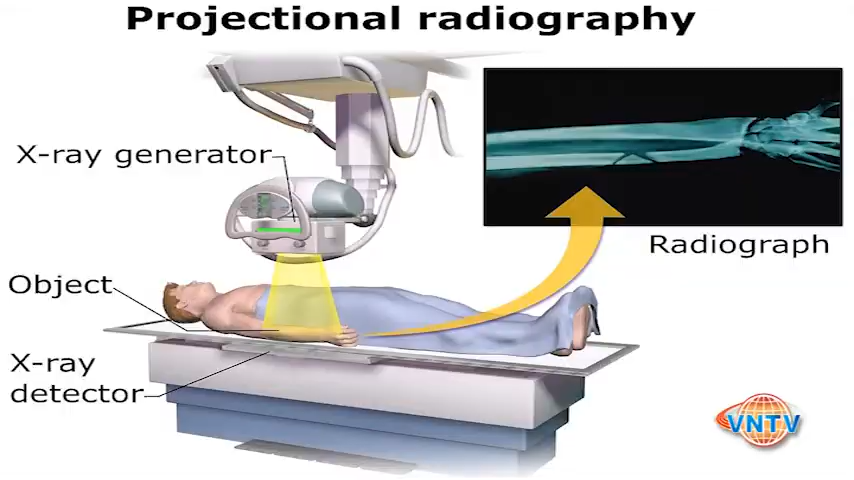 Projectional radiography
X-ray generator
Radiograph
Object
X-ray
detector
VNTV